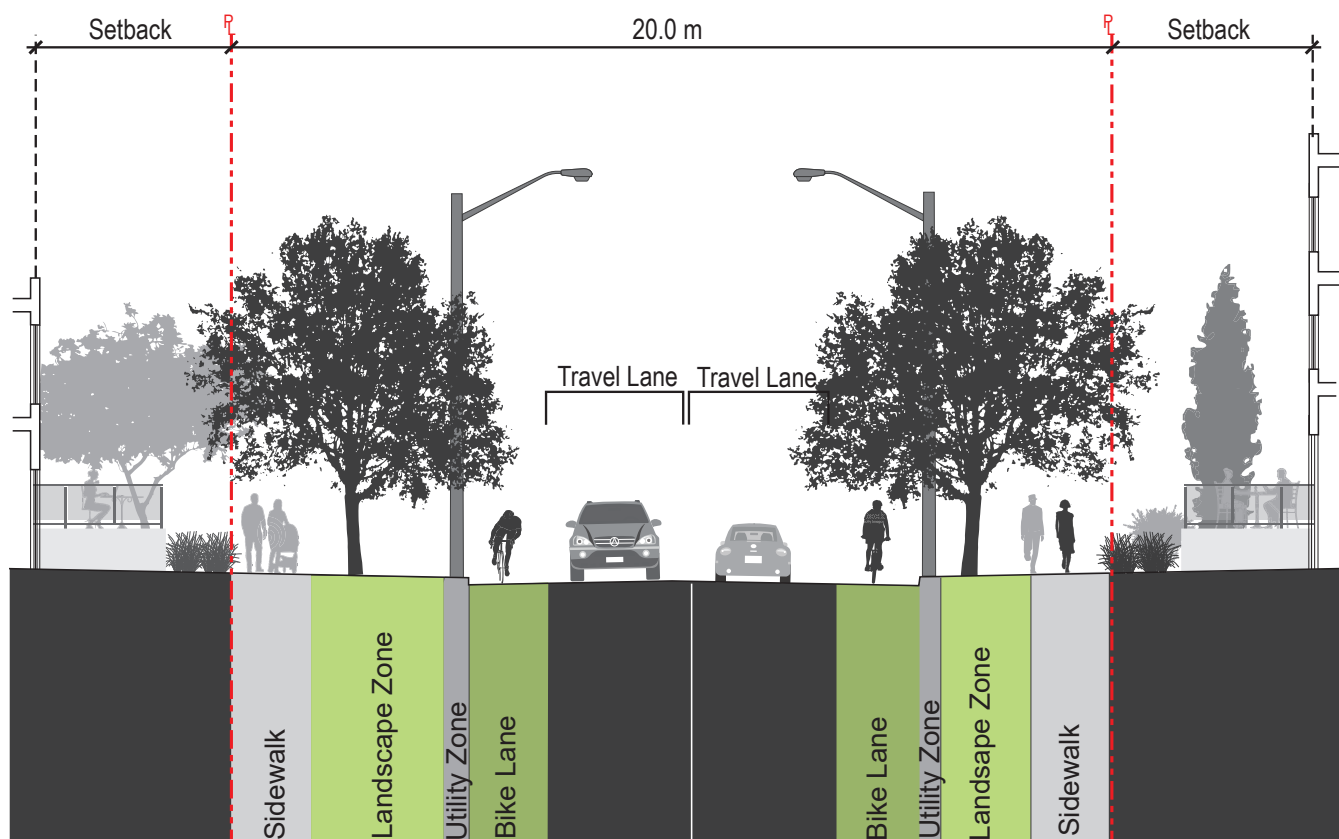 Setback
PL
20.0 m
PL
Setback
Travel Lane
Travel Lane
Sidewalk
Landscape Zone
Utility Zone
Bike Lane
Bike Lane
Utility Zone
Landsape Zone
Sidewalk